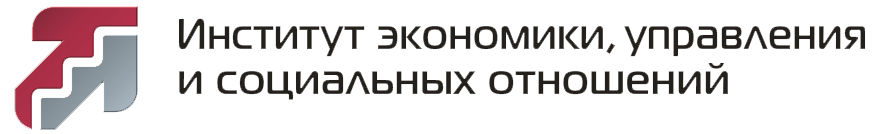 Институт экономики, управления
и социальных отношений